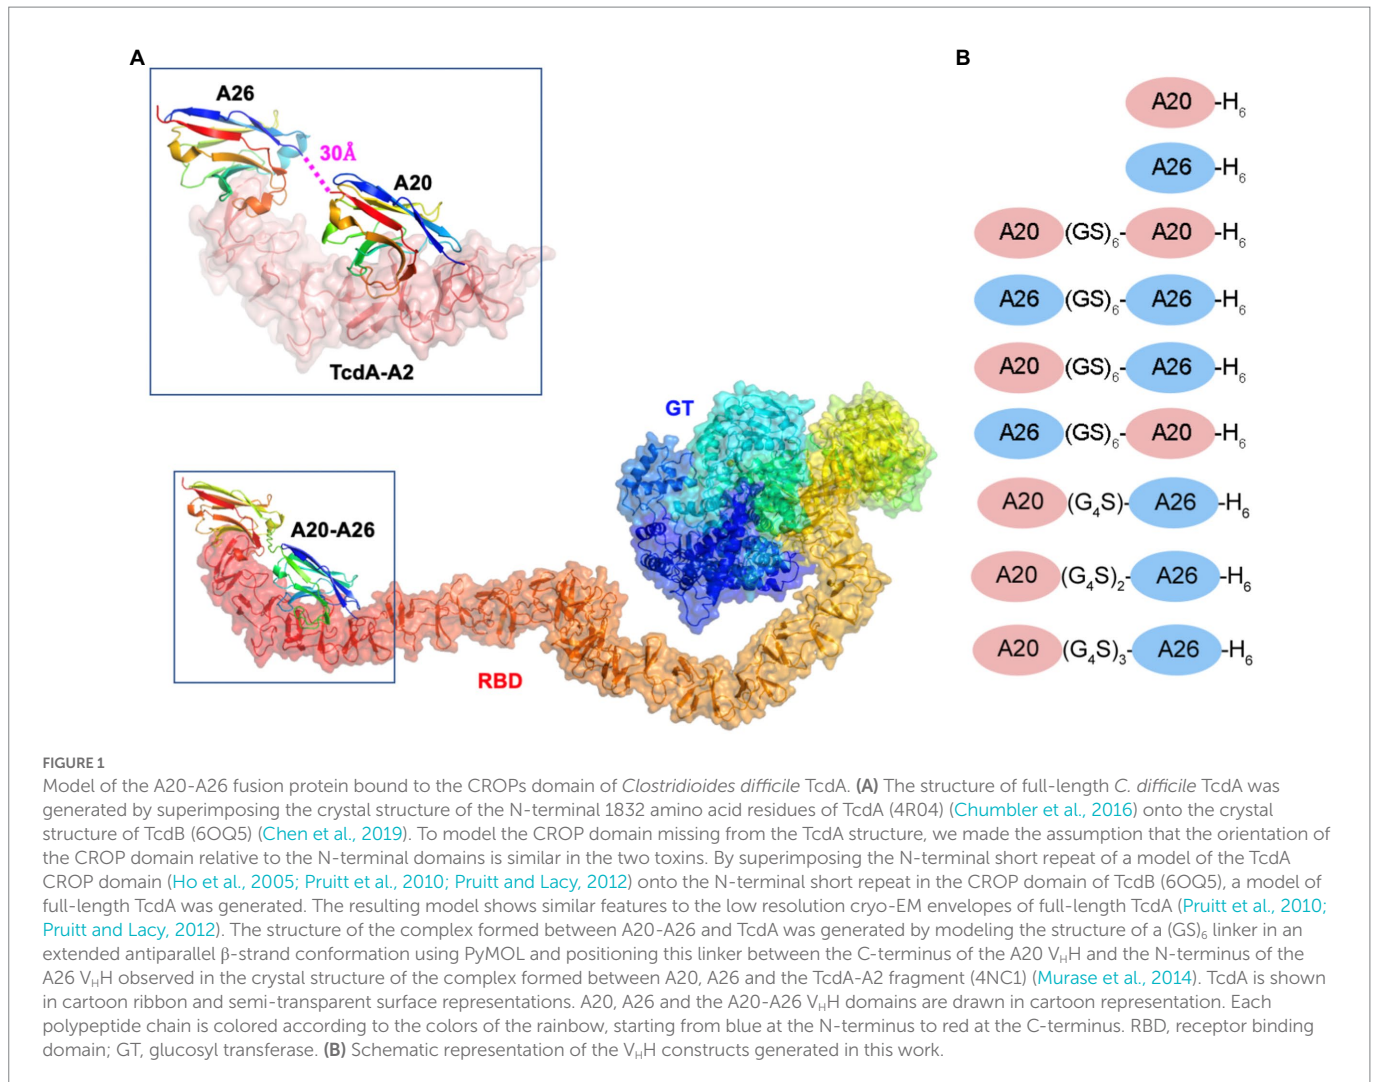 A
A26
30Å
A20
TcdA-A2
GT
A20-A26
RBD
B
A20 -H6
A26 -H6
A20 (GS)6- A20 -H6
A26 (GS)6- A26 -H6
A20 (GS)6- A26 -H6
A26 (GS)6- A20 -H6
A20 (G4S)- A26 -H6
A20 (G4S)2- A26 -H6
A20 (G4S)3- A26 -H6
FIGURE 1
Model of the A20-A26 fusion protein bound to the CROPs domain of Clostridioides difficile TcdA. (A) The structure of full-length C. difficile TcdA was
generated by superimposing the crystal structure of the N-terminal 1832 amino acid residues of TcdA (4R04) (Chumbler et al., 2016) onto the crystal
structure of TcdB (6OQ5) (Chen et al., 2019). To model the CROP domain missing from the TcdA structure, we made the assumption that the orientation of
the CROP domain relative to the N-terminal domains is similar in the two toxins. By superimposing the N-terminal short repeat of a model of the TcdA
CROP domain (Ho et al., 2005; Pruitt et al., 2010; Pruitt and Lacy, 2012) onto the N-terminal short repeat in the CROP domain of TcdB (6OQ5), a model of
full-length TcdA was generated. The resulting model shows similar features to the low resolution cryo-EM envelopes of full-length TcdA (Pruitt et al., 2010;
Pruitt and Lacy, 2012). The structure of the complex formed between A20-A26 and TcdA was generated by modeling the structure of a (GS)6 linker in an
extended antiparallel β-strand conformation using PyMOL and positioning this linker between the C-terminus of the A20 VHH and the N-terminus of the
A26 VHH observed in the crystal structure of the complex formed between A20, A26 and the TcdA-A2 fragment (4NC1) (Murase et al., 2014). TcdA is shown
in cartoon ribbon and semi-transparent surface representations. A20, A26 and the A20-A26 VHH domains are drawn in cartoon representation. Each
polypeptide chain is colored according to the colors of the rainbow, starting from blue at the N-terminus to red at the C-terminus. RBD, receptor binding
domain; GT, glucosyl transferase. (B) Schematic representation of the VHH constructs generated in this work.